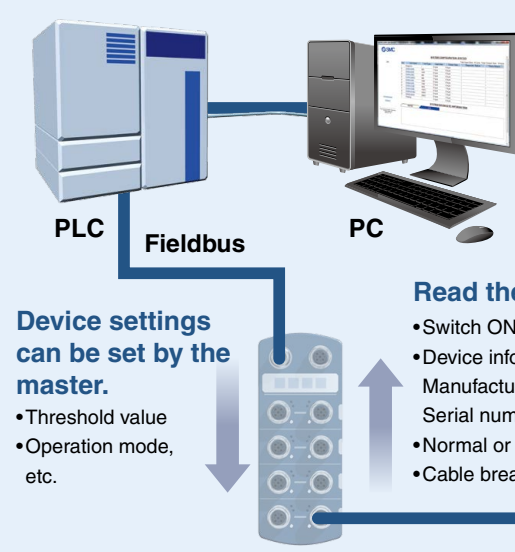 SMC
PLC
Fieldbus
PC
Device settings
can be set by the
master.
•Threshold value
•Operation mode,
etc.
Read the
•Switch ON
•Device info
Manufactu
Serial num
•Normal or
•Cable brea